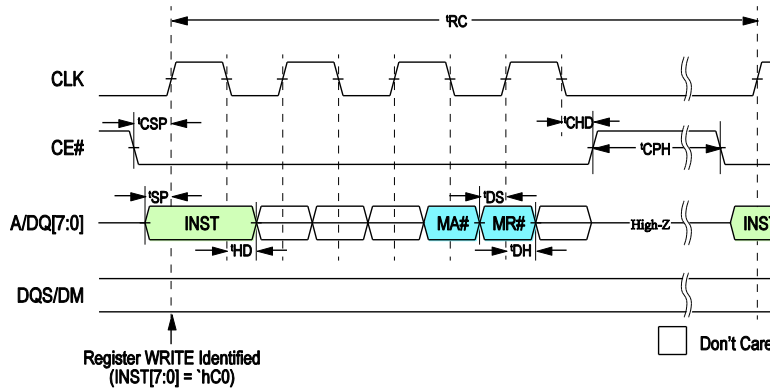 tRC
CLK
tCSP
tCHD
CE#
tCPH
tSP
tDS
A/DQ[7:0]
INST
MA#
MR#
High-Z
INST
tHD
tDH
DQS/DM
Register WRITE Identified
(INST[7:0] = `hC0)
Don't Care